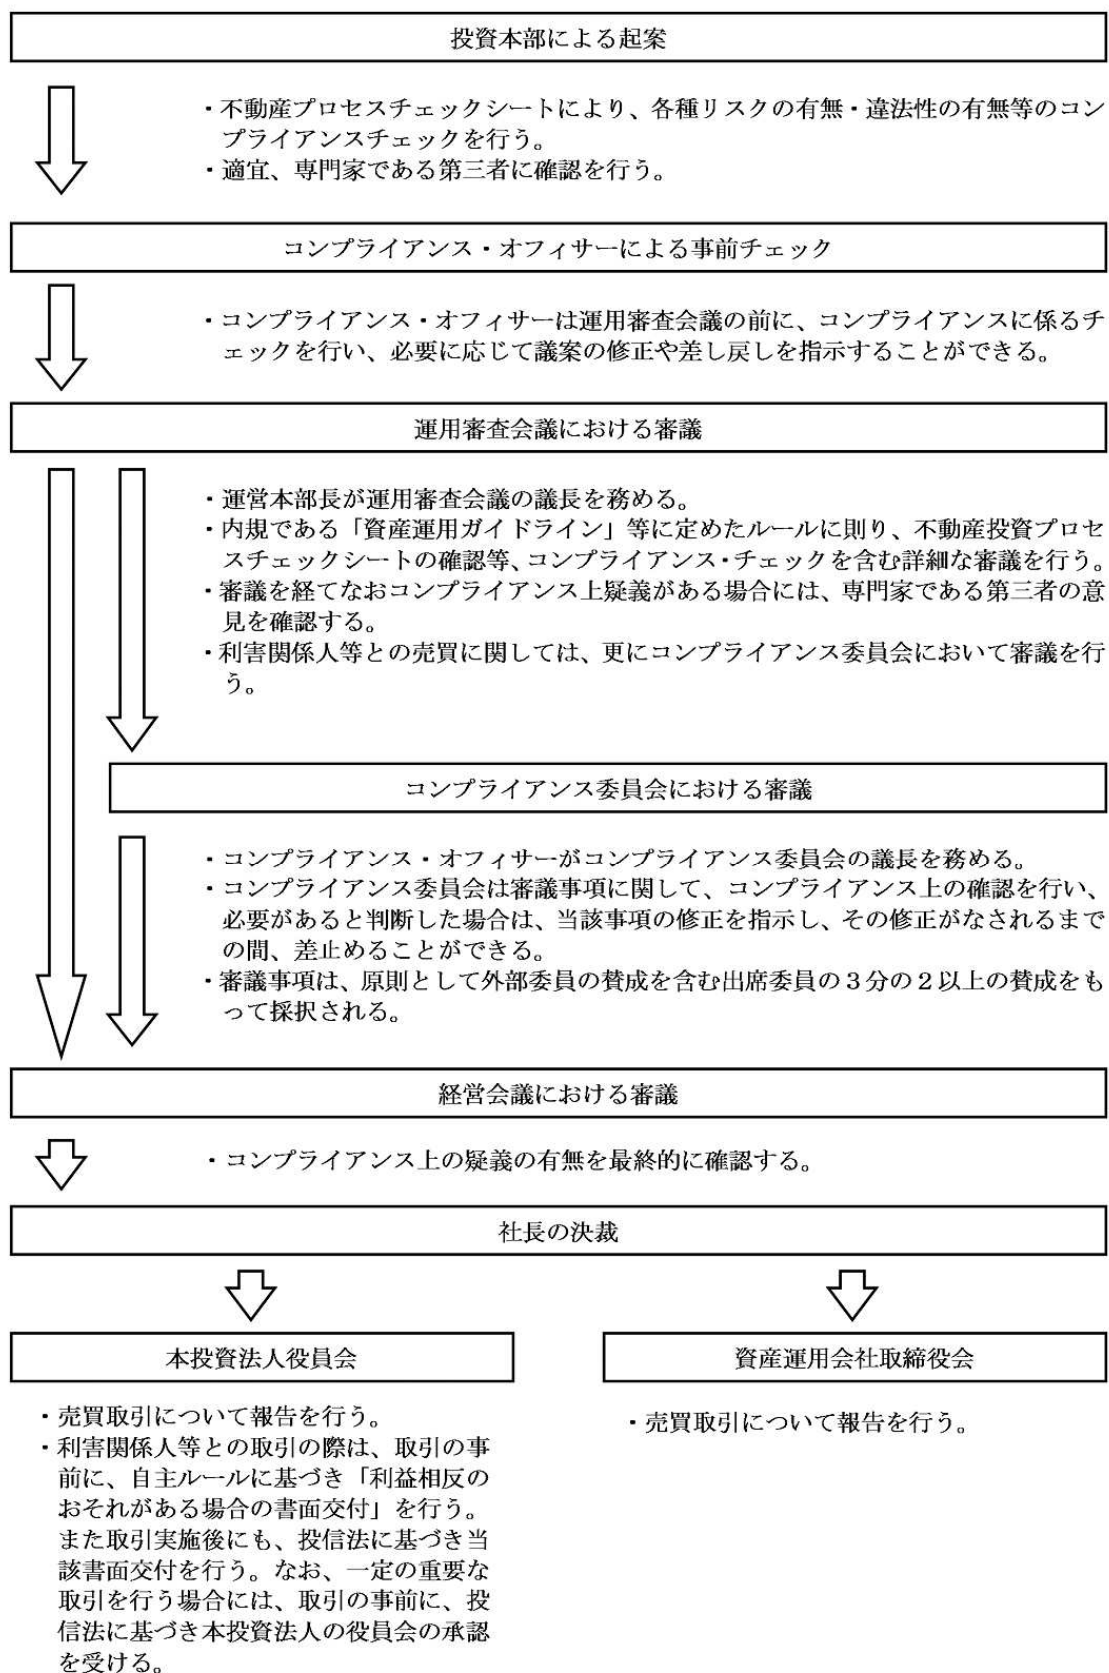 投資本部による起案
・不動産プロセスチェックシートにより、各種リスクの有無・違法性の有無等のコン
プライアンスチェックを行う。
・適宜、専門家である第三者に確認を行う。
コンプライアンス・オフィサーによる事前チェック
・コンプライアンス・オフィサーは運用審査会議の前に、コンプライアンスに係るチ
ェックを行い、必要に応じて議案の修正や差し戻しを指示することができる。
運用審査会議における審議
・運営本部長が運用審査会議の議長を務める。
・内規である「資産運用ガイドライン」等に定めたルールに則り、不動産投資プロセ
スチェックシートの確認等、コンプライアンス・チェックを含む詳細な審議を行う。
・審議を経てなおコンプライアンス上疑義がある場合には、専門家である第三者の意
見を確認する。
・利害関係人等との売買に関しては、更にコンプライアンス委員会において審議を行
う。
コンプライアンス委員会における審議
・コンプライアンス・オフィサーがコンプライアンス委員会の議長を務める。
・コンプライアンス委員会は審議事項に関して、コンプライアンス上の確認を行い、
必要があると判断した場合は、当該事項の修正を指示し、その修正がなされるまで
の間、差止めることができる。
・審議事項は、原則として外部委員の賛成を含む出席委員の３分の２以上の賛成をも
って採択される。
経営会議における審議
・コンプライアンス上の疑義の有無を最終的に確認する。
社長の決裁
本投資法人役員会
・売買取引について報告を行う。
・利害関係人等との取引の際は、取引の事
前に、自主ルールに基づき「利益相反の
おそれがある場合の書面交付」を行う。
また取引実施後にも、投信法に基づき当
該書面交付を行う。なお、一定の重要な
取引を行う場合には、取引の事前に、投
信法に基づき本投資法人の役員会の承認
を受ける。
資産運用会社取締役会
・売買取引について報告を行う。